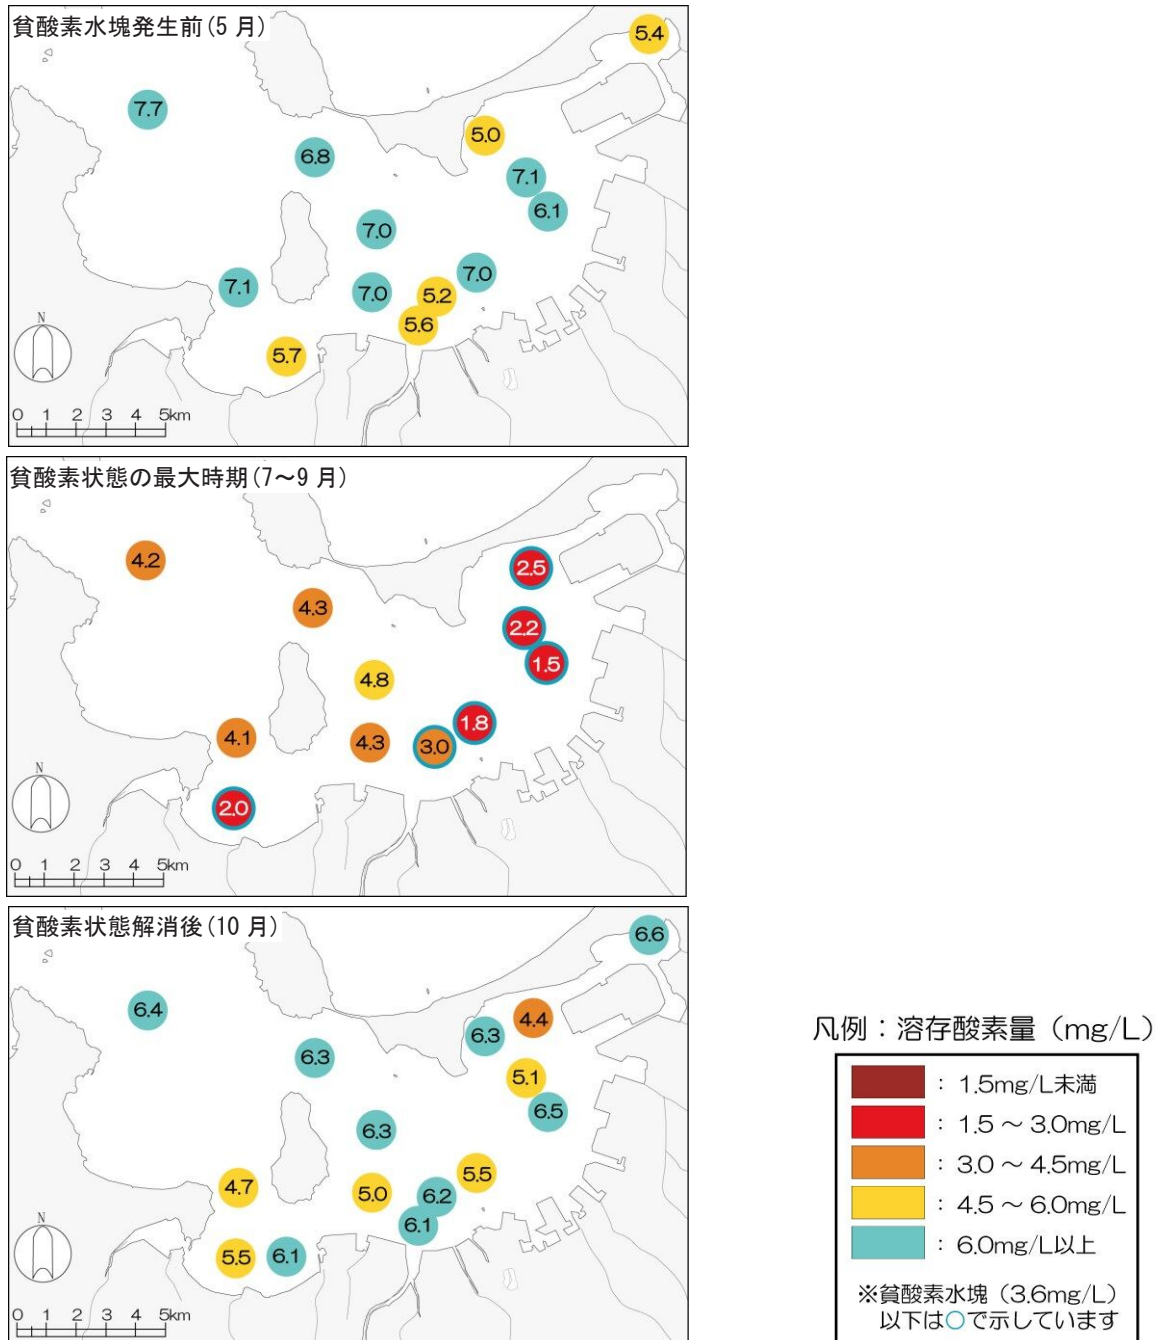 貧酸素水塊発生前(5月)
5.4
7.7
5.0
6.8
7.1
6.1
7.0
7.0
7.1
7.0
5.2
5.6
5.7
N
0 1 2 3 4 5km
貧酸素状態の最大時期(7～9月)
4.2
2.5
4.3
2.2
1.5
4.8
1.8
4.1
4.3
3.0
2.0
N
0 1 2 3 4 5km
貧酸素状態解消後(10月)
6.6
6.4
4.4
6.3
6.3
5.1
6.5
6.3
5.5
4.7
5.0
6.2
6.1
5.5
6.1
N
0 1 2 3 4 5km
凡例：溶存酸素量（mg/L）
：1.5mg/L未満
：1.5～3.0mg/L
：3.0～4.5mg/L
：4.5～6.0mg/L
：6.0mg/L以上
※貧酸素水塊（3.6mg/L）
以下は○で示しています